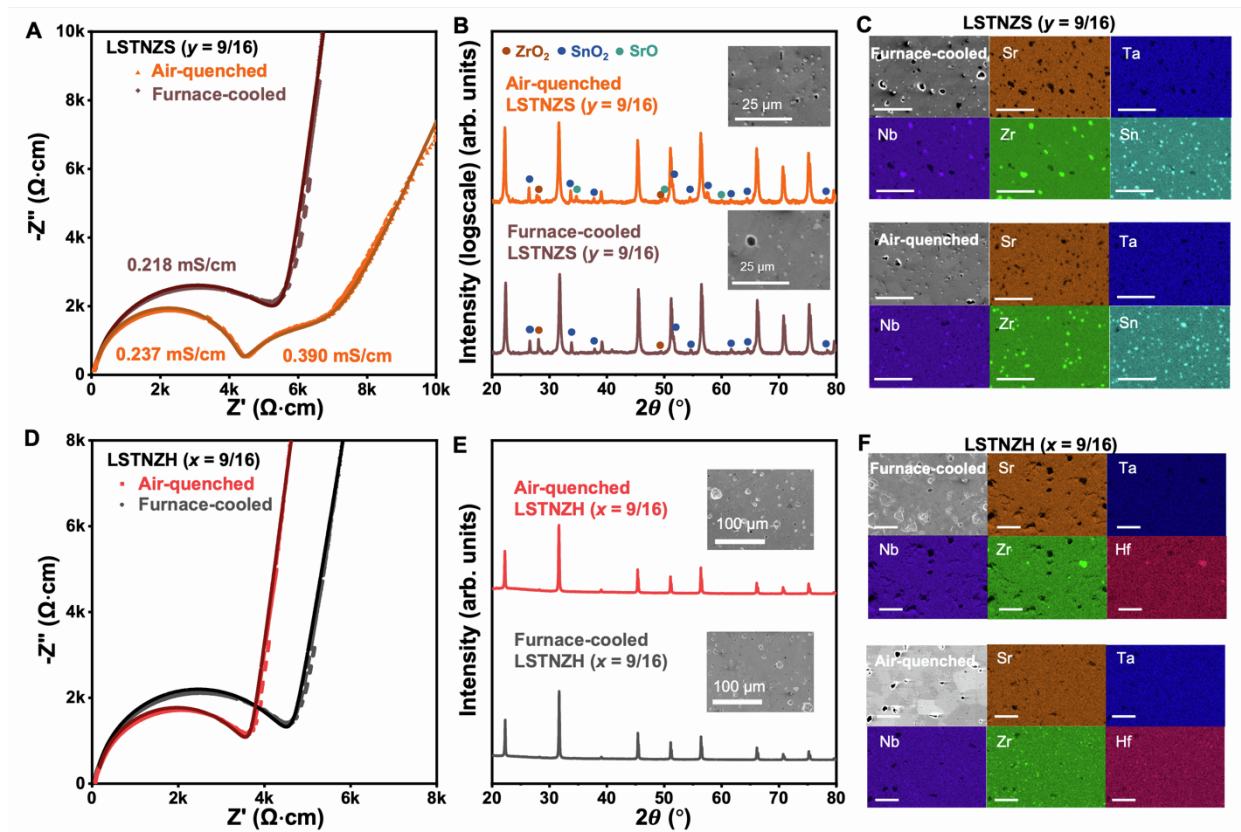 A
10k
8k
6k
4k
2k
0
-Z'' (Ω·cm)
LSTNZS (y = 9/16)
Air-quenched
Furnace-cooled
0.218 mS/cm
0.237 mS/cm
0.390 mS/cm
0 2k 4k 6k 8k 10k
Z' (Ω·cm)
B
Intensity (logscale) (arb. units)
ZrO₂ SnO₂ SrO
Air-quenched
LSTNZS (y = 9/16)
25 μm
Furnace-cooled
LSTNZS (y = 9/16)
25 μm
20 30 40 50 60 70 80
2θ (°)
C
LSTNZS (y = 9/16)
Furnace-cooled Sr Ta
Nb Zr Sn
Air-quenched Sr Ta
Nb Zr Sn
D
8k
6k
4k
2k
0
-Z'' (Ω·cm)
LSTNZH (x = 9/16)
Air-quenched
Furnace-cooled
0 2k 4k 6k 8k
Z' (Ω·cm)
E
Intensity (arb. units)
Air-quenched
LSTNZH (x = 9/16)
100 μm
Furnace-cooled
LSTNZH (x = 9/16)
100 μm
20 30 40 50 60 70 80
2θ (°)
F
LSTNZH (x = 9/16)
Furnace-cooled Sr Ta
Nb Zr Hf
Air-quenched Sr Ta
Nb Zr Hf